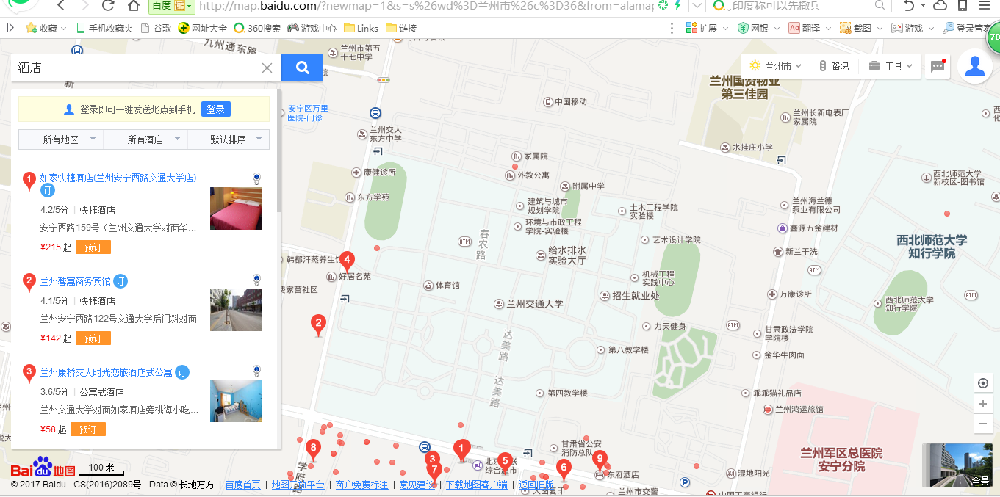 百度 证
http://map.baidu.com/?newmap=1&s=s%26wd%3D兰州市%26c%3D36&from=alamap
印度称可以先撤兵
收藏 手机收藏夹 谷歌 网址大全 360搜索 游戏中心 Links 链接
扩展 网银 翻译 截图 游戏 登录管家
70
酒店
兰州市 路况 工具
登录即可一键发送地点到手机 登录
所有地区 所有酒店 默认排序
1 如家快捷酒店(兰州安宁西路交通大学店)
订
4.2/5分 快捷酒店
安宁西路159号（兰州交通大学对面华...
¥215 起 预订
2 兰州馨寓商务宾馆 订
4.1/5分 快捷酒店
兰州安宁西路122号交通大学后门斜对面
¥142 起 预订
3 兰州康桥交大时光恋旅酒店式公寓 订
3.6/5分 公寓式酒店
兰州交通大学对面如家酒店旁桃海小吃...
¥58 起 预订
九州通东路
兰州市第五
十七中学
新
安宁区万里
医院-门诊
中国移动
兰州国资物业
第三佳园
兰州长新电表厂
家属院
兰州交大
东方中学
水挂庄小学
家属院
康健诊所
外教公寓
附属中学
西北师范大学
新校区-图书馆
东方学苑
建筑与城市
规划学院
土木工程学院
实验楼
兰州海兰德
泵业有限公司
环境与市政工程
学院-实验楼
鑫源五金建材
春农路
ATM
艺术设计学院
西北师范大学
知行学院
给水排水
实验大厅
新兰干洗
韩都汗蒸养生馆
4
ATM
好居名苑
机械工程
实践中心
费家营社区
体育馆
万康诊所
ATM
招生就业处
兰州交通大学
西北师范大学
知行学院
2
力天健身
ATM
甘肃政法学院
学院楼
达美路
第八教学楼
金华牛肉面
达美路
第四教学楼
乖乖猫礼品店
兰州鸿运旅馆
甘肃省公安
消防总队
兰州军区总医院
安宁分院
8
1
3
7
5
6
9
学府路
综合超市
东府酒店
湿地阳光
P
大图复印
兰州市交警
中国工商银行
全景
Bai du 地图 100 米
© 2017 Baidu - GS(2016)2089号 - Data © 长地万方 | 百度首页 | 地图开放平台 | 商户免费标注 | 意见建议 | 下载地图客户端 | 返回旧版